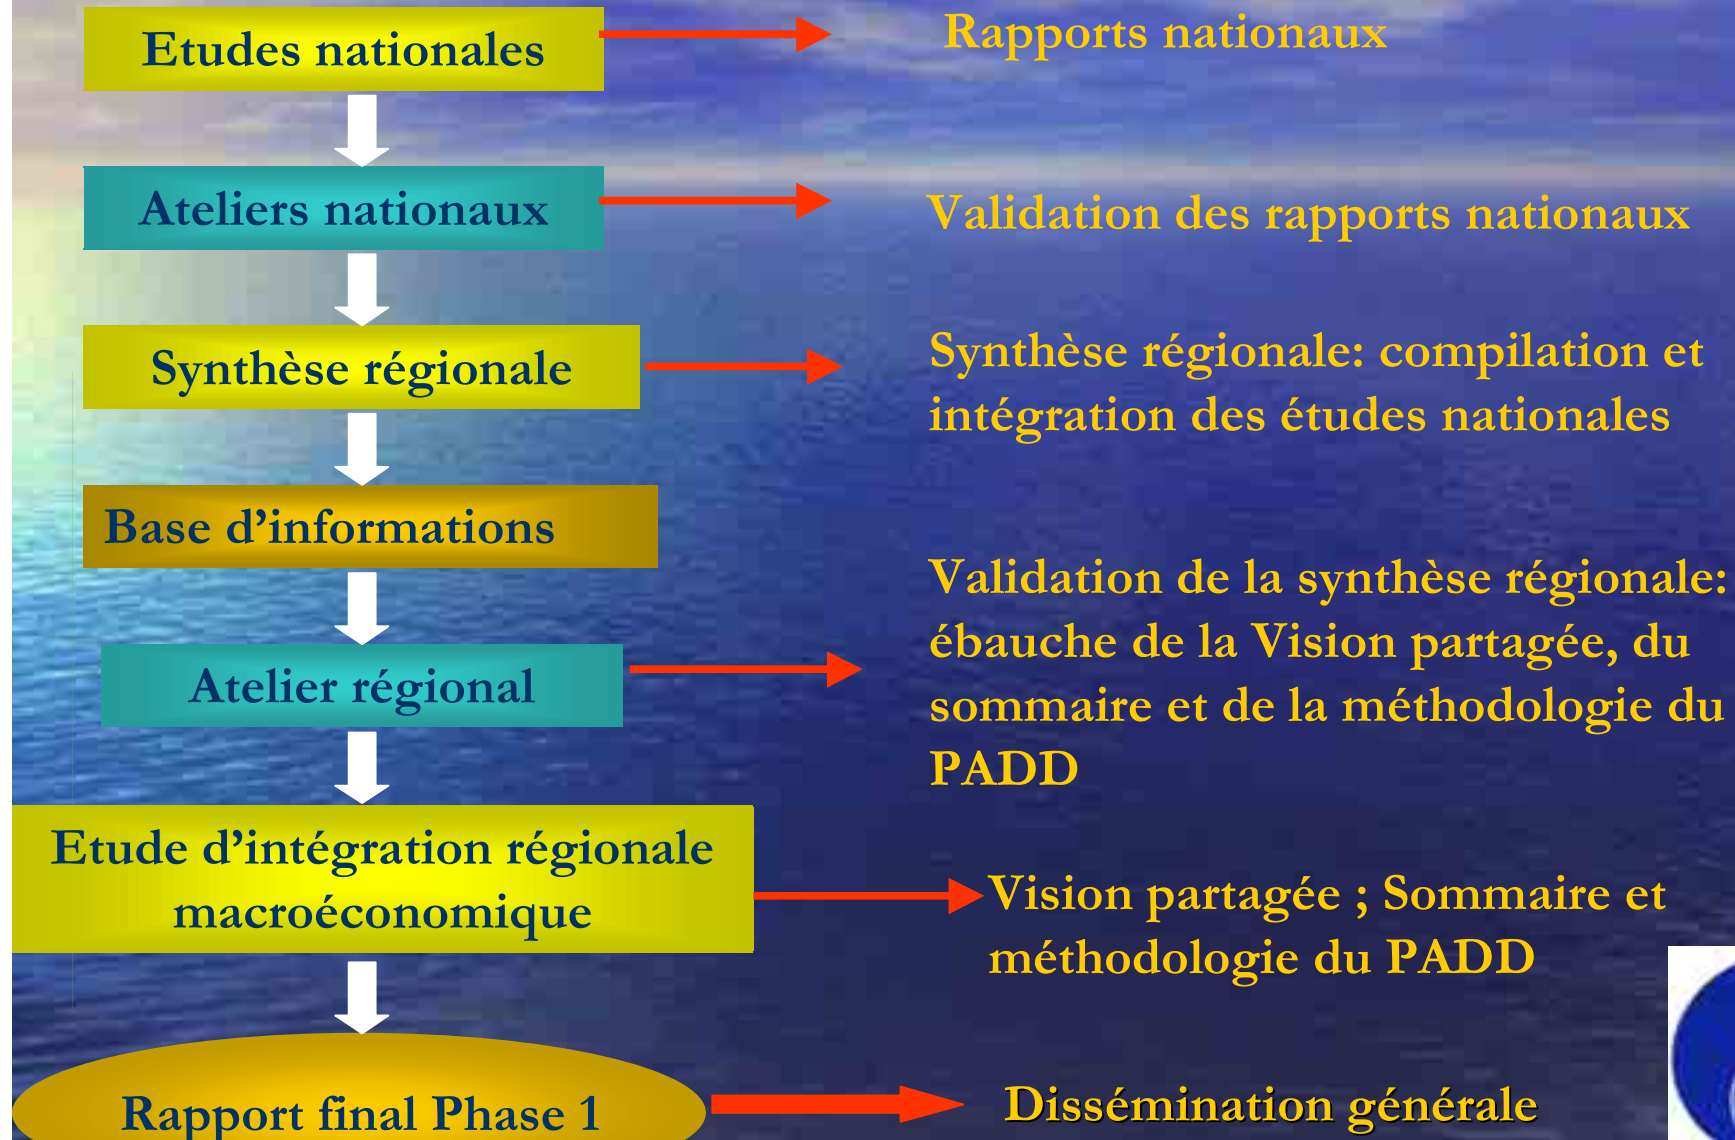 Etudes nationales
Rapports nationaux
Ateliers nationaux
Validation des rapports nationaux
Synthèse régionale
Synthèse régionale: compilation et
intégration des études nationales
Base d’informations
Atelier régional
Validation de la synthèse régionale:
ébauche de la Vision partagée, du
sommaire et de la méthodologie du
PADD
Etude d’intégration régionale
macroéconomique
Vision partagée ; Sommaire et
méthodologie du PADD
Rapport final Phase 1
Dissémination générale